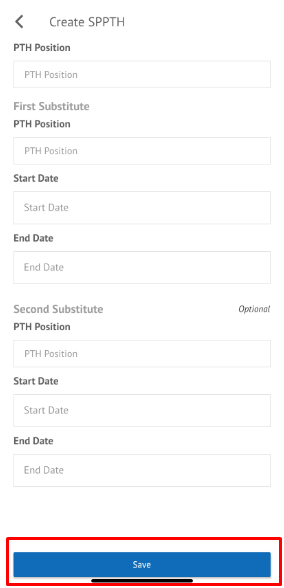 Create SPPTH
PTH Position
PTH Position
First Substitute
PTH Position
PTH Position
Start Date
Start Date
End Date
End Date
Second Substitute Optional
PTH Position
PTH Position
Start Date
Start Date
End Date
End Date
Save